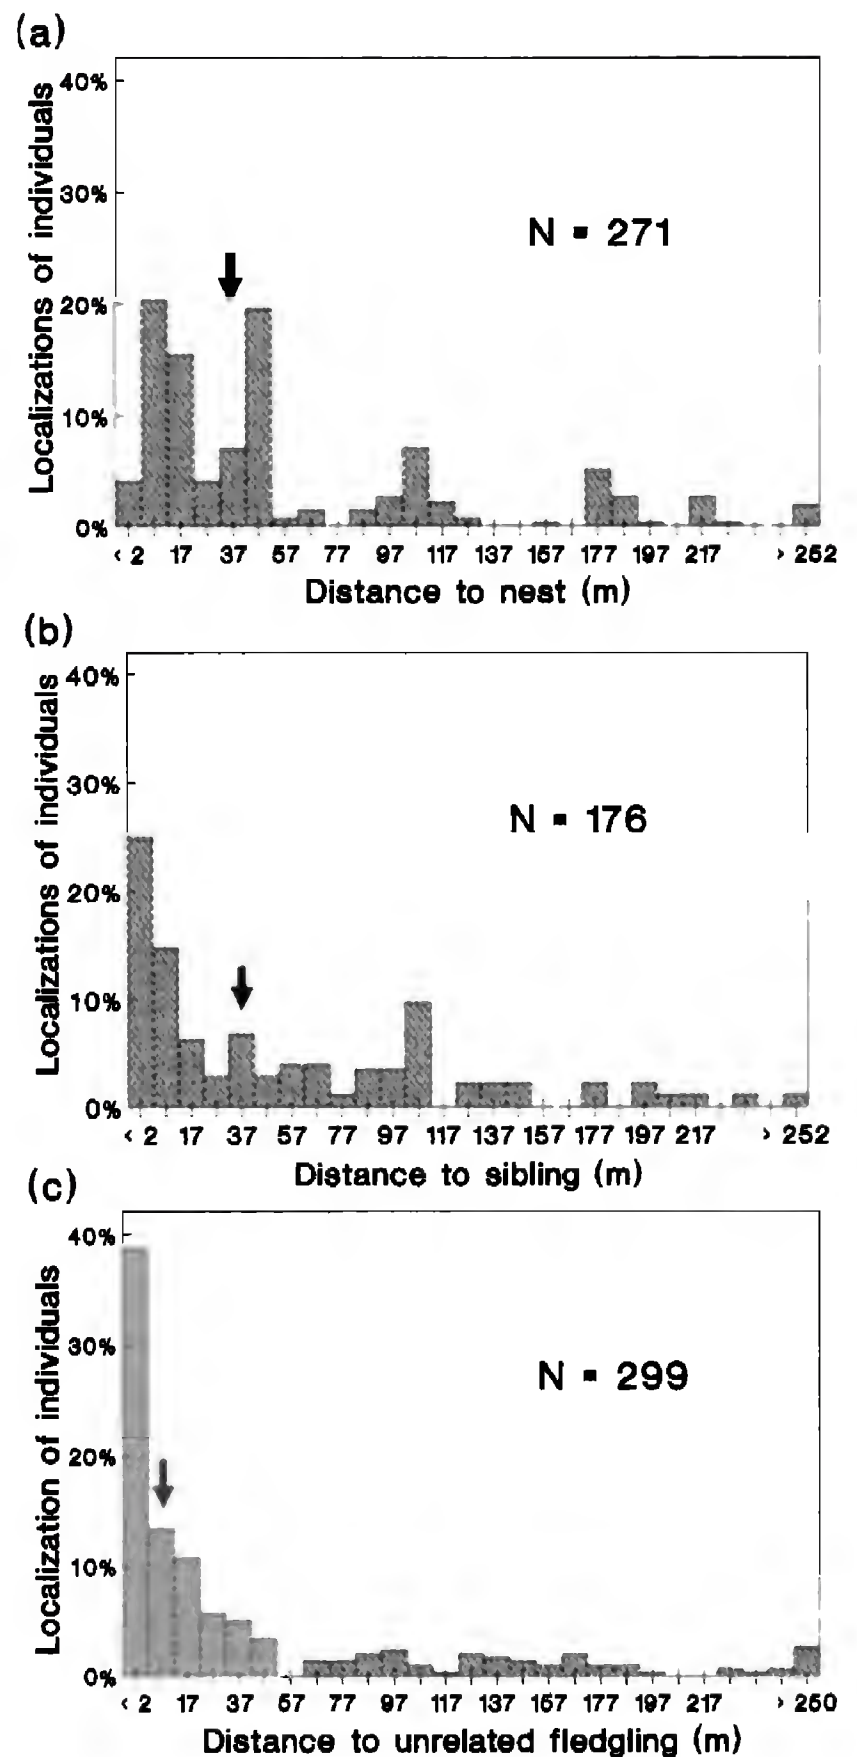 (a)
Localizations of individuals
40%
30%
20%
10%
0%
N = 271
< 2 17 37 57 77 97 117 137 157 177 197 217 > 252
Distance to nest (m)
(b)
Localizations of individuals
40%
30%
20%
10%
0%
N = 176
< 2 17 37 57 77 97 117 137 157 177 197 217 > 252
Distance to sibling (m)
(c)
Localization of individuals
40%
30%
20%
10%
0%
N = 299
< 2 17 37 57 77 97 117 137 157 177 197 217 > 260
Distance to unrelated fledgling (m)